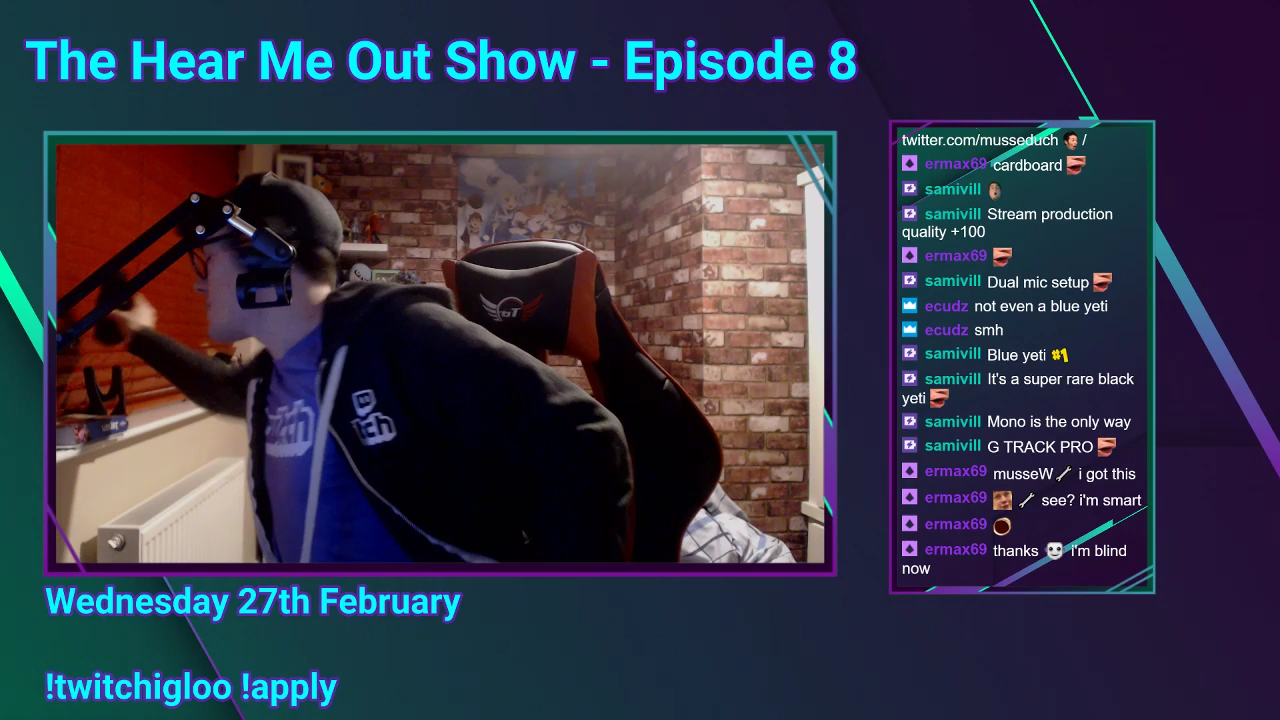 The Hear Me Out Show - Episode 8
twitter.com/musseduch /
ermax69 cardboard
samivill
samivill Stream production
quality +100
ermax69
samivill Dual mic setup
ecudz not even a blue yeti
ecudz smh
samivill Blue yeti #1
samivill It's a super rare black
yeti
samivill Mono is the only way
samivill G TRACK PRO
ermax69 musseW i got this
ermax69 see? i'm smart
ermax69
ermax69 thanks i'm blind
now
twitch
Wednesday 27th February
!twitchigloo !apply